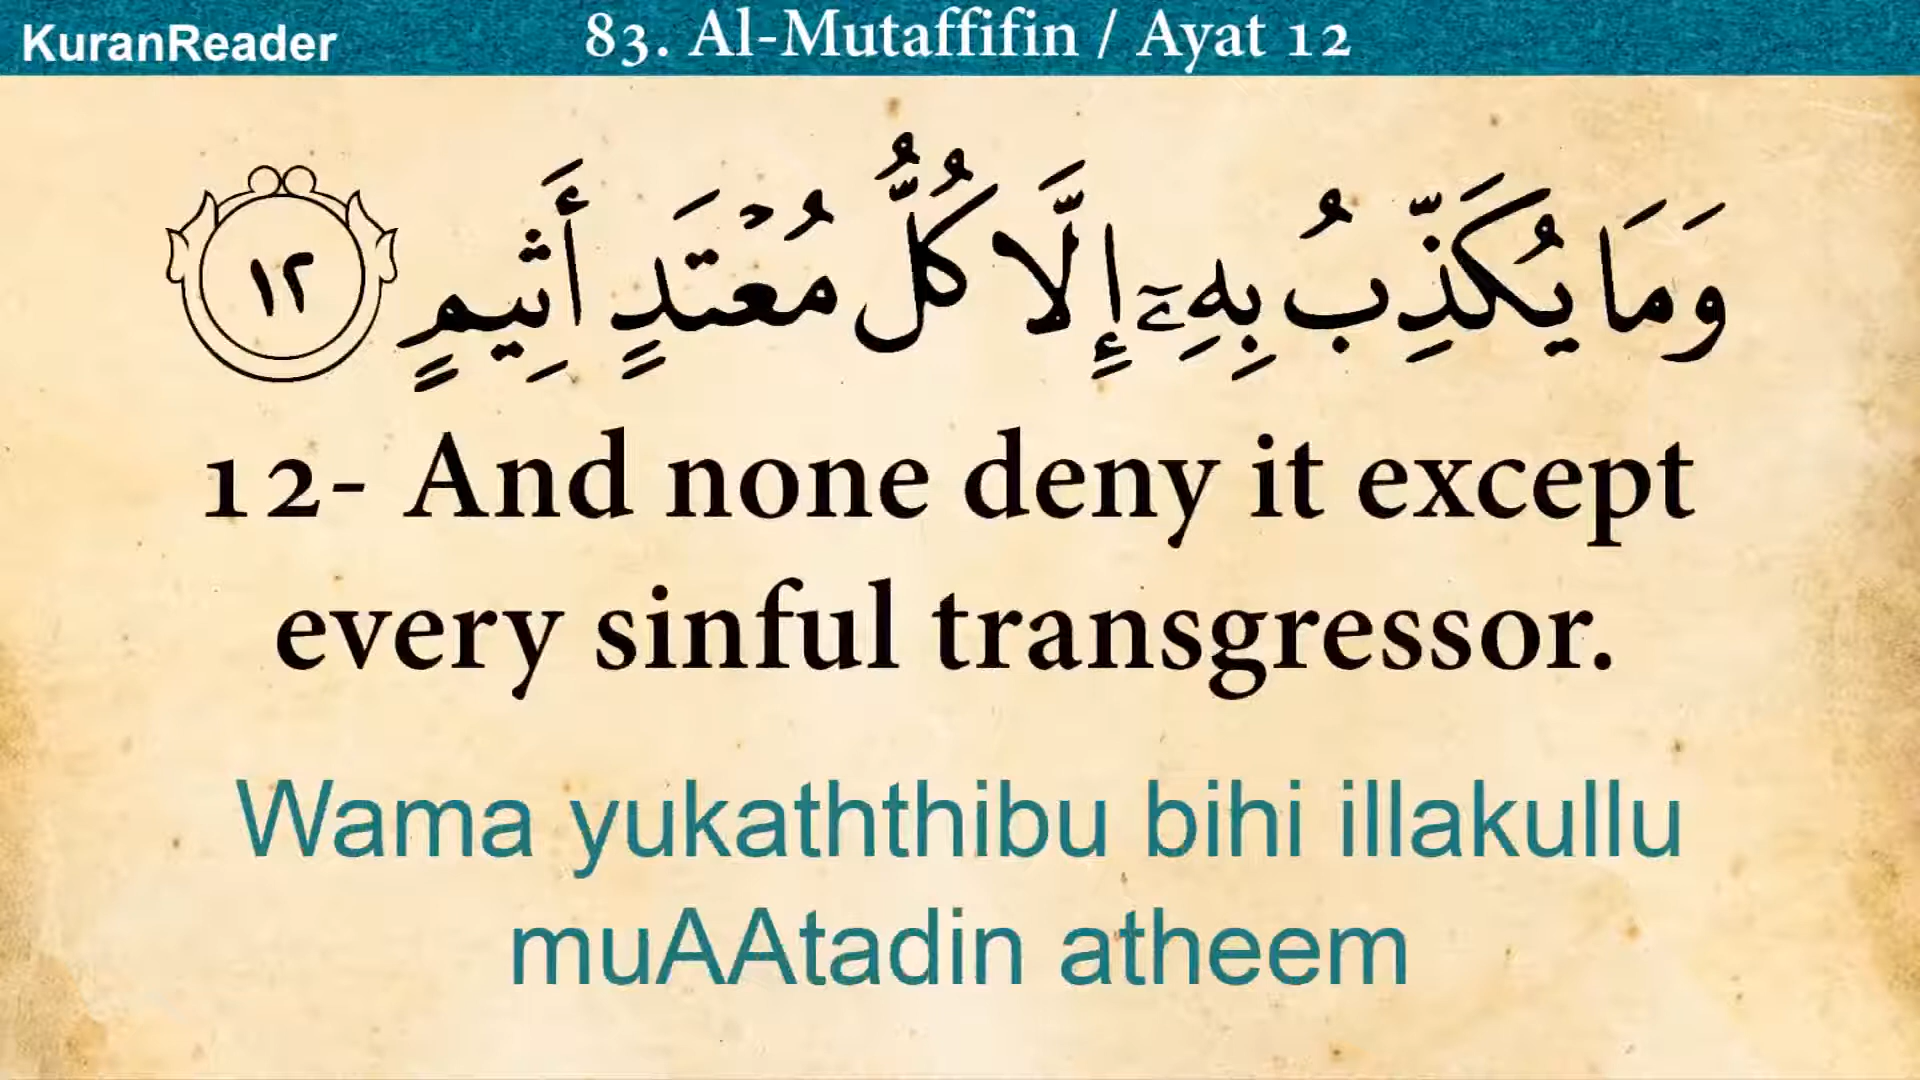 KuranReader
83. Al-Mutaffifin / Ayat 12
وَمَا يُكَذِّبُ بِهِۦٓ إِلَّا كُلُّ مُعْتَدٍ أَثِيمٍ ١٢
12- And none deny it except
every sinful transgressor.
Wama yukaththibu bihi illakullu
muAAtadin atheem